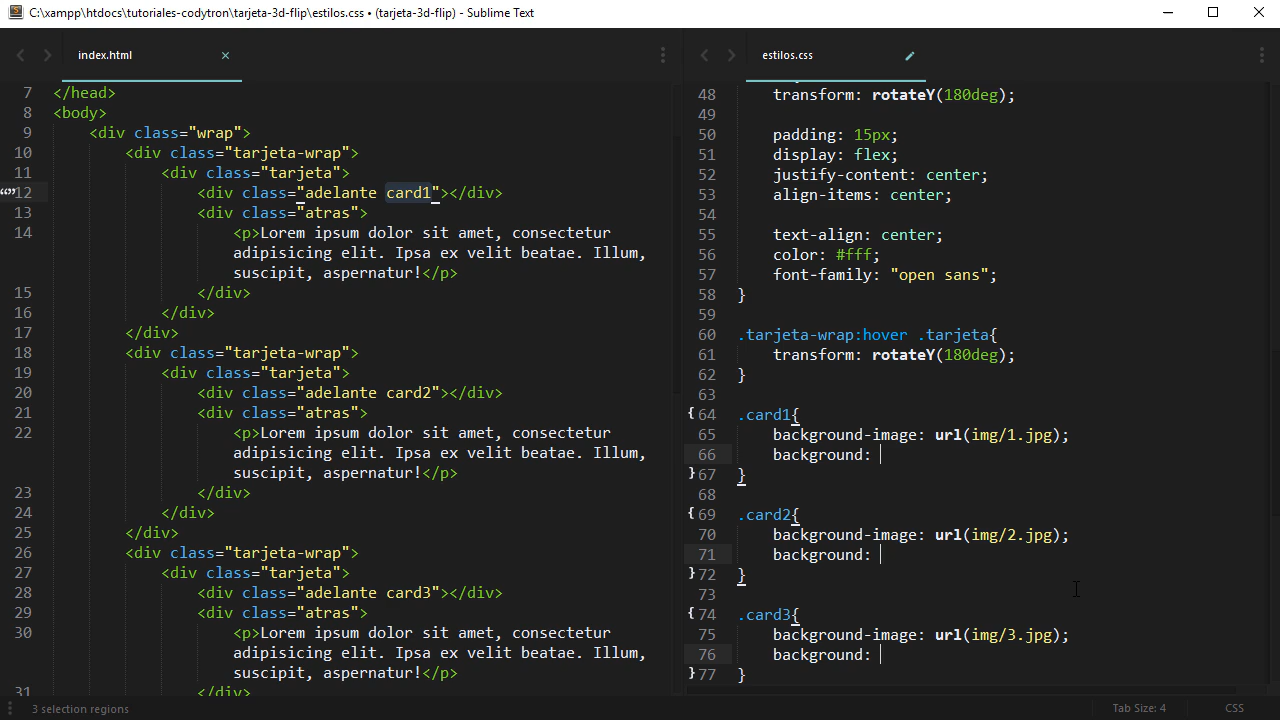 C:\xampp\htdocs\tutoriales-codytron\tarjeta-3d-flip\estilos.css • (tarjeta-3d-flip) - Sublime Text
index.html
estilos.css
7 </head>
8 <body>
9 <div class="wrap">
10 <div class="tarjeta-wrap">
11 <div class="tarjeta">
12 <div class="adelante card1"></div>
13 <div class="atras">
14 <p>Lorem ipsum dolor sit amet, consectetur
adipisicing elit. Ipsa ex velit beatae. Illum,
suscipit, aspernatur!</p>
15 </div>
16 </div>
17 </div>
18 <div class="tarjeta-wrap">
19 <div class="tarjeta">
20 <div class="adelante card2"></div>
21 <div class="atras">
22 <p>Lorem ipsum dolor sit amet, consectetur
adipisicing elit. Ipsa ex velit beatae. Illum,
suscipit, aspernatur!</p>
23 </div>
24 </div>
25 </div>
26 <div class="tarjeta-wrap">
27 <div class="tarjeta">
28 <div class="adelante card3"></div>
29 <div class="atras">
30 <p>Lorem ipsum dolor sit amet, consectetur
adipisicing elit. Ipsa ex velit beatae. Illum,
suscipit, aspernatur!</p>
31 </div>
48 transform: rotateY(180deg);
49
50 padding: 15px;
51 display: flex;
52 justify-content: center;
53 align-items: center;
54
55 text-align: center;
56 color: #fff;
57 font-family: "open sans";
58 }
59
60 .tarjeta-wrap:hover .tarjeta{
61 transform: rotateY(180deg);
62 }
63
64 .card1{
65 background-image: url(img/1.jpg);
66 background:
67 }
68
69 .card2{
70 background-image: url(img/2.jpg);
71 background:
72 }
73
74 .card3{
75 background-image: url(img/3.jpg);
76 background:
77 }
3 selection regions
Tab Size: 4
CSS